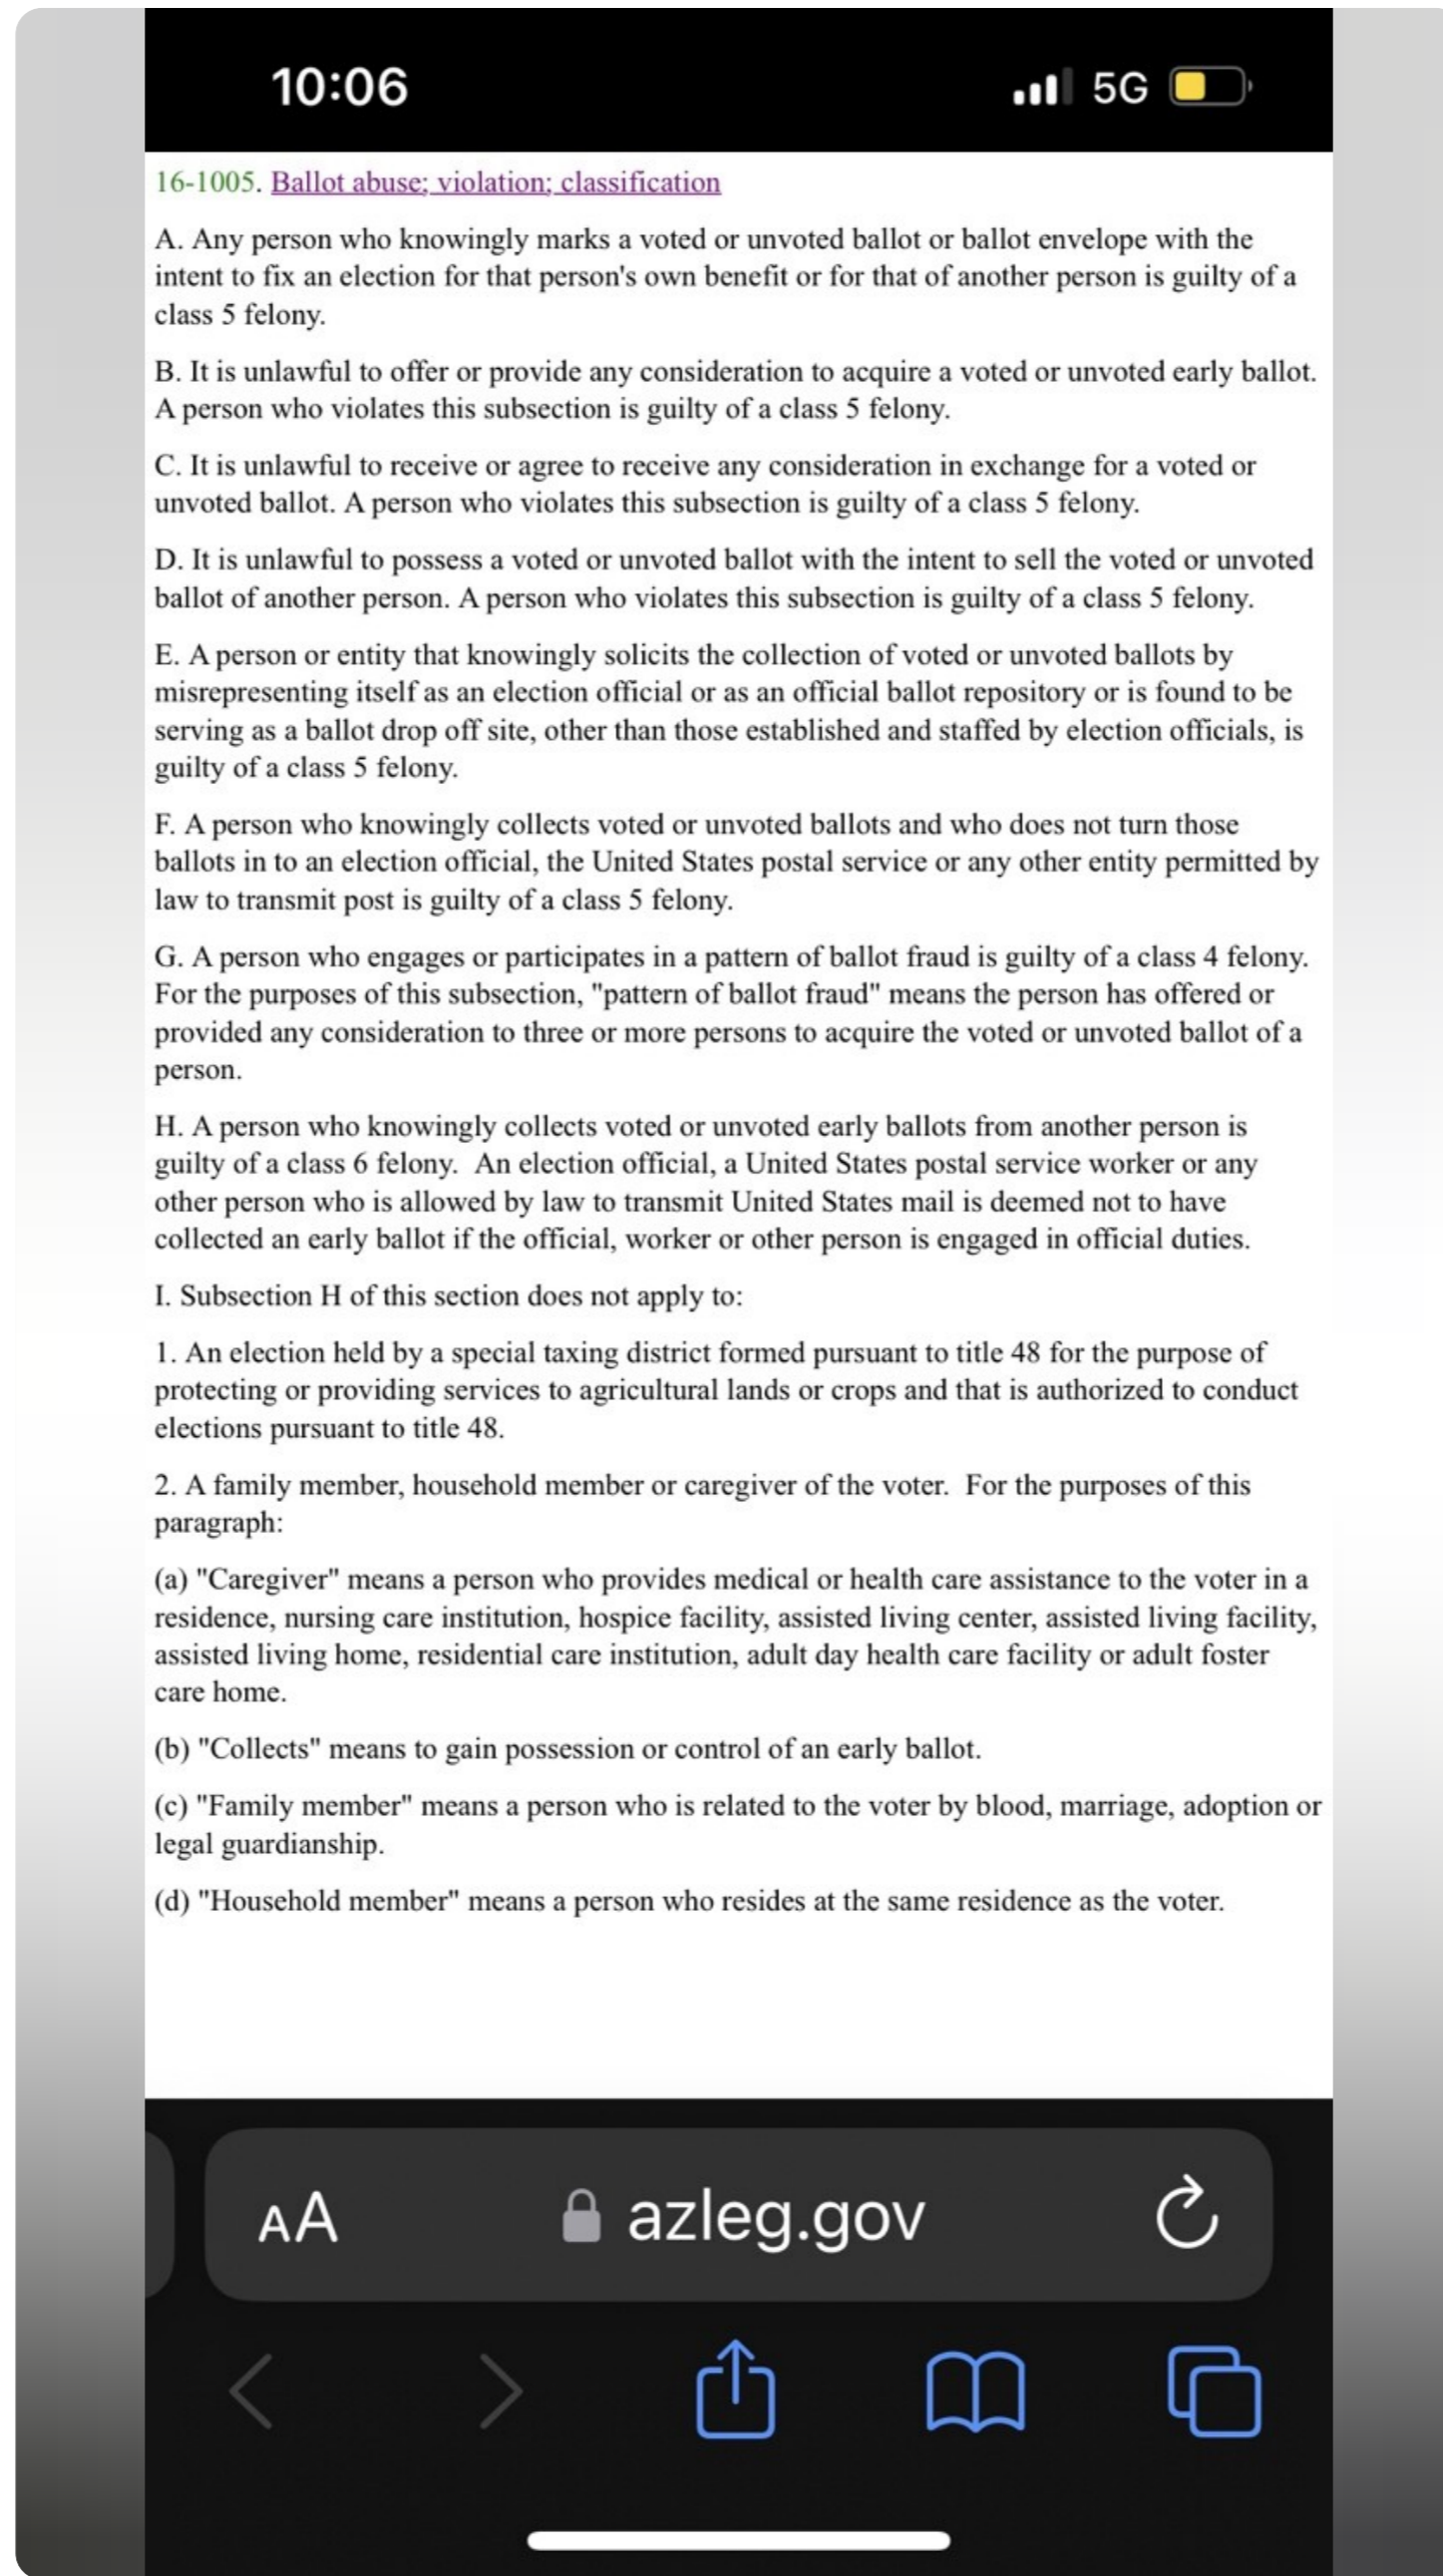 10:06
5G
16-1005. Ballot abuse; violation; classification
A. Any person who knowingly marks a voted or unvoted ballot or ballot envelope with the
intent to fix an election for that person's own benefit or for that of another person is guilty of a
class 5 felony.
B. It is unlawful to offer or provide any consideration to acquire a voted or unvoted early ballot.
A person who violates this subsection is guilty of a class 5 felony.
C. It is unlawful to receive or agree to receive any consideration in exchange for a voted or
unvoted ballot. A person who violates this subsection is guilty of a class 5 felony.
D. It is unlawful to possess a voted or unvoted ballot with the intent to sell the voted or unvoted
ballot of another person. A person who violates this subsection is guilty of a class 5 felony.
E. A person or entity that knowingly solicits the collection of voted or unvoted ballots by
misrepresenting itself as an election official or as an official ballot repository or is found to be
serving as a ballot drop off site, other than those established and staffed by election officials, is
guilty of a class 5 felony.
F. A person who knowingly collects voted or unvoted ballots and who does not turn those
ballots in to an election official, the United States postal service or any other entity permitted by
law to transmit post is guilty of a class 5 felony.
G. A person who engages or participates in a pattern of ballot fraud is guilty of a class 4 felony.
For the purposes of this subsection, "pattern of ballot fraud" means the person has offered or
provided any consideration to three or more persons to acquire the voted or unvoted ballot of a
person.
H. A person who knowingly collects voted or unvoted early ballots from another person is
guilty of a class 6 felony.  An election official, a United States postal service worker or any
other person who is allowed by law to transmit United States mail is deemed not to have
collected an early ballot if the official, worker or other person is engaged in official duties.
I. Subsection H of this section does not apply to:
1. An election held by a special taxing district formed pursuant to title 48 for the purpose of
protecting or providing services to agricultural lands or crops and that is authorized to conduct
elections pursuant to title 48.
2. A family member, household member or caregiver of the voter.  For the purposes of this
paragraph:
(a) "Caregiver" means a person who provides medical or health care assistance to the voter in a
residence, nursing care institution, hospice facility, assisted living center, assisted living facility,
assisted living home, residential care institution, adult day health care facility or adult foster
care home.
(b) "Collects" means to gain possession or control of an early ballot.
(c) "Family member" means a person who is related to the voter by blood, marriage, adoption or
legal guardianship.
(d) "Household member" means a person who resides at the same residence as the voter.
AA azleg.gov